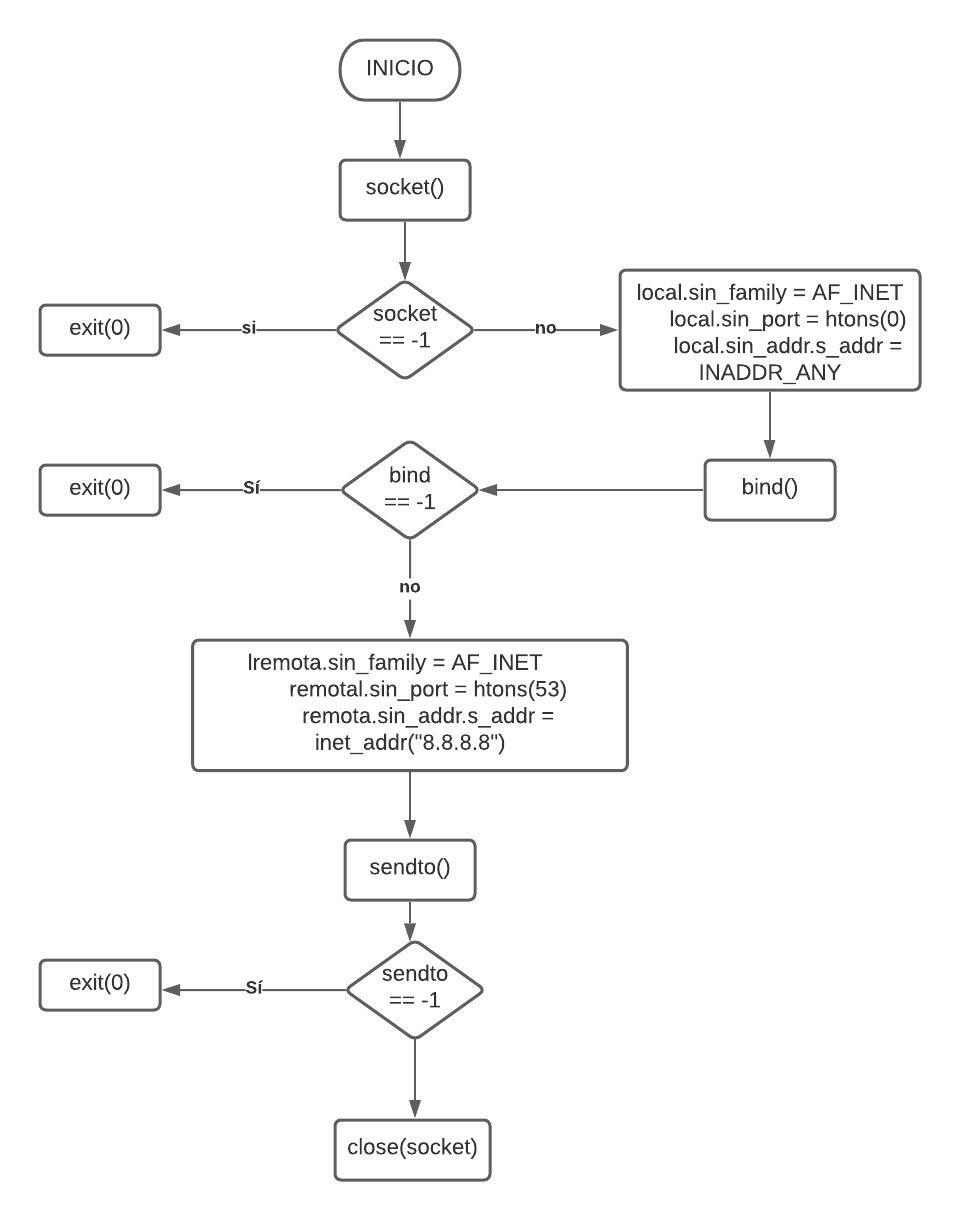 INICIO
socket()
socket
== -1
si
exit(0)
no
local.sin_family = AF_INET
local.sin_port = htons(0)
local.sin_addr.s_addr =
INADDR_ANY
bind()
bind
== -1
Sí
exit(0)
no
lremota.sin_family = AF_INET
remotal.sin_port = htons(53)
remota.sin_addr.s_addr =
inet_addr("8.8.8.8")
sendto()
sendto
== -1
Sí
exit(0)
close(socket)